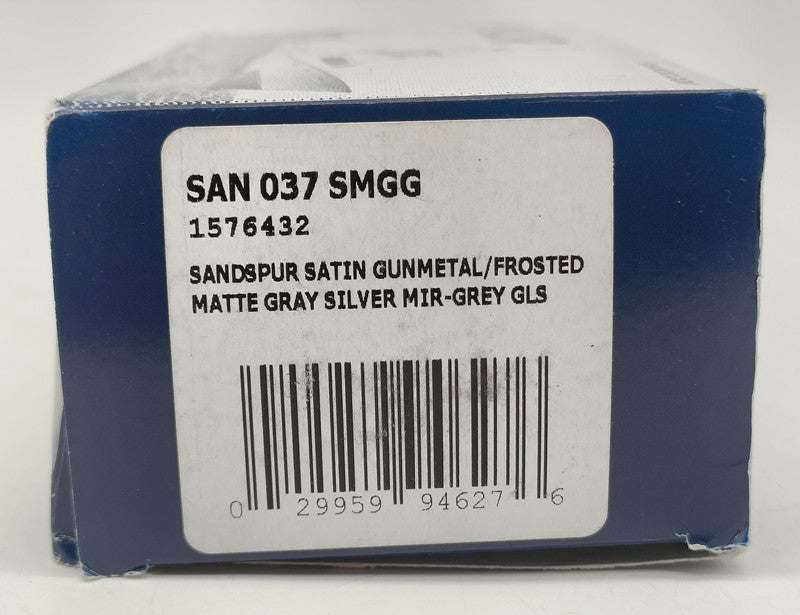 SAN 037 SMGG
1576432
SANDSPUR SATIN GUNMETAL/FROSTED
MATTE GRAY SILVER MIR-GREY GLS
0 29959 94627 6